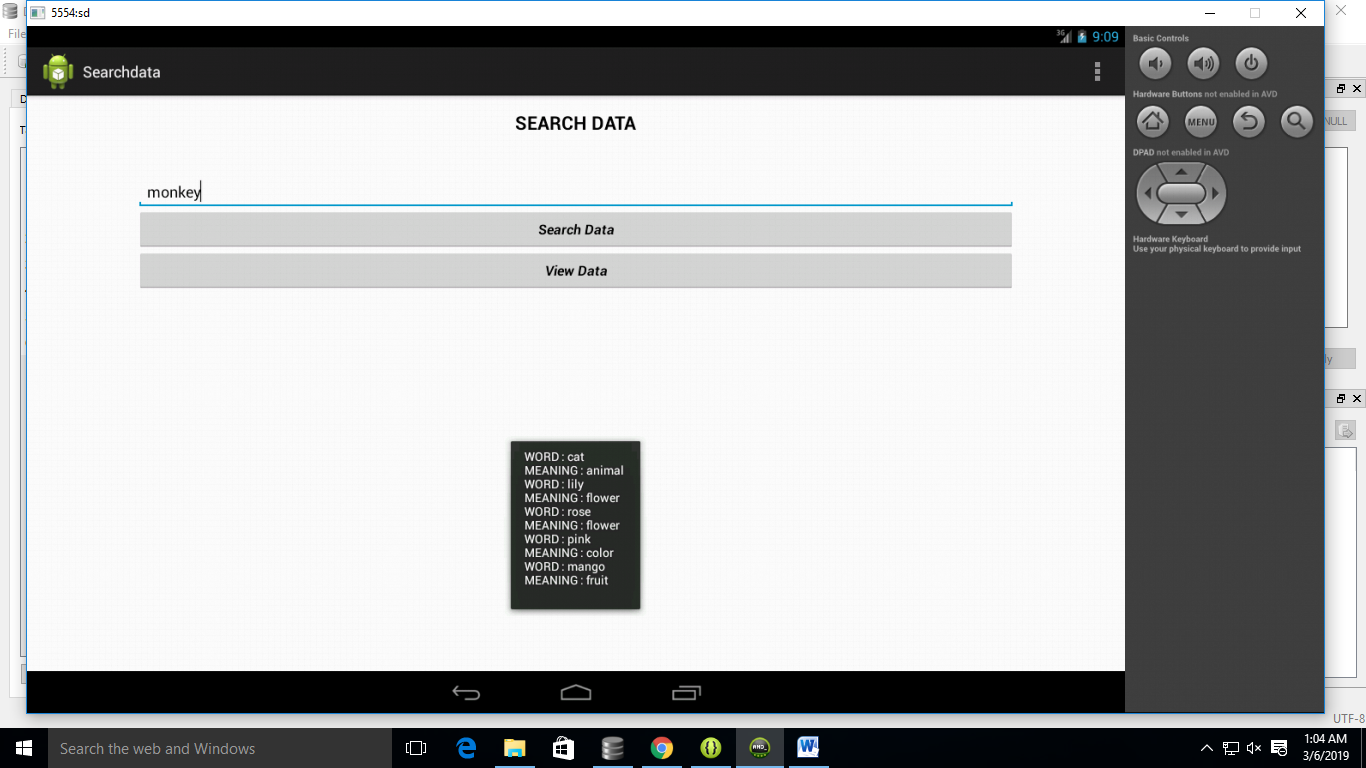 5554:sd
File
3G 9:09
Searchdata
SEARCH DATA
monkey
Search Data
View Data
WORD : cat
MEANING : animal
WORD : lily
MEANING : flower
WORD : rose
MEANING : flower
WORD : pink
MEANING : color
WORD : mango
MEANING : fruit
Basic Controls
Hardware Buttons not enabled in AVD
MENU
DPAD not enabled in AVD
Hardware Keyboard
Use your physical keyboard to provide input
UTF-8
Search the web and Windows
1:04 AM
3/6/2019